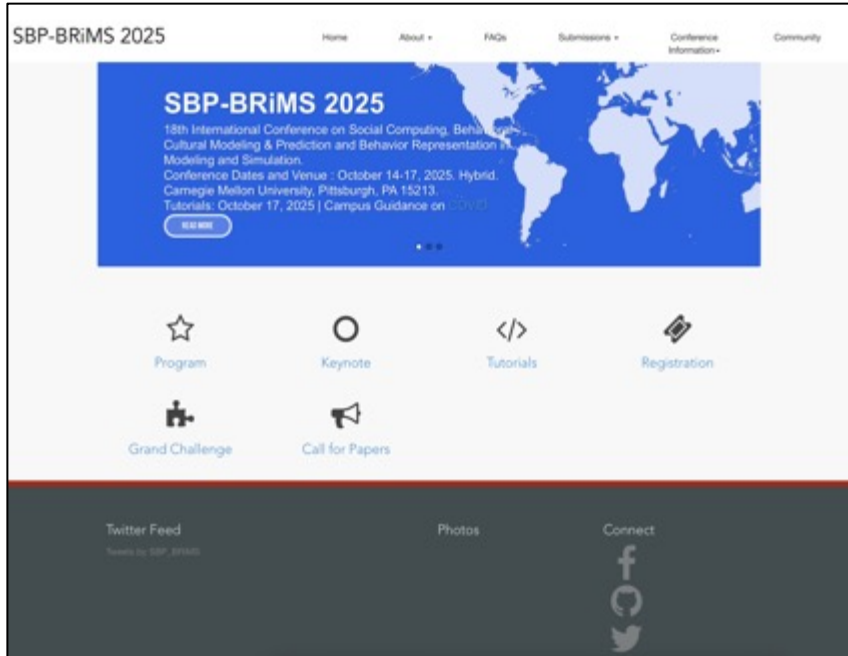 SBP-BRiMS 2025
Home
About
FAQs
Submissions
Conference
Information
Community
SBP-BRiMS 2025
18th International Conference on Social Computing, Behavioral-
Cultural Modeling & Prediction and Behavior Representation in
Modeling and Simulation.
Conference Dates and Venue : October 14-17, 2025. Hybrid.
Carnegie Mellon University, Pittsburgh, PA 15213.
Tutorials: October 17, 2025 | Campus Guidance on COVID
READ MORE
Program
Keynote
Tutorials
Registration
Grand Challenge
Call for Papers
Twitter Feed
Photos
Connect
Tweets by SBP_BRiMS